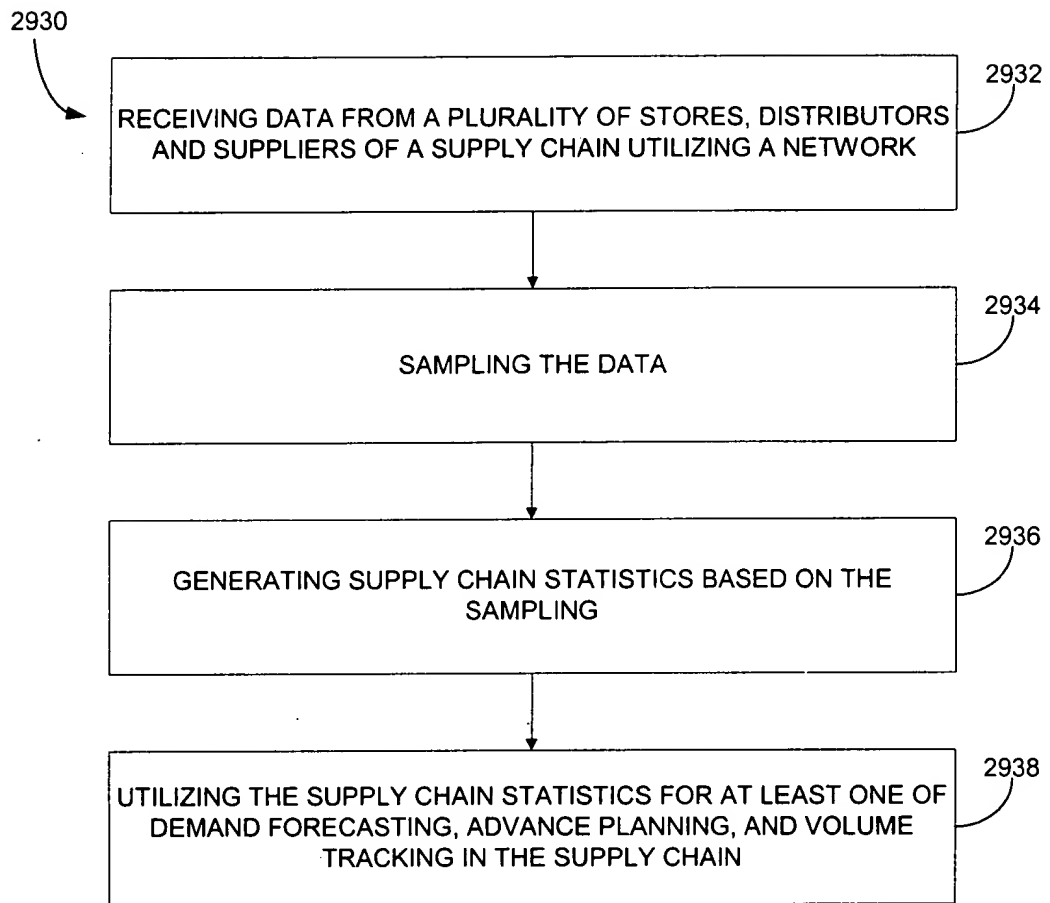 2930
2932
RECEIVING DATA FROM A PLURALITY OF STORES, DISTRIBUTORS
AND SUPPLIERS OF A SUPPLY CHAIN UTILIZING A NETWORK
2934
SAMPLING THE DATA
2936
GENERATING SUPPLY CHAIN STATISTICS BASED ON THE
SAMPLING
2938
UTILIZING THE SUPPLY CHAIN STATISTICS FOR AT LEAST ONE OF
DEMAND FORECASTING, ADVANCE PLANNING, AND VOLUME
TRACKING IN THE SUPPLY CHAIN